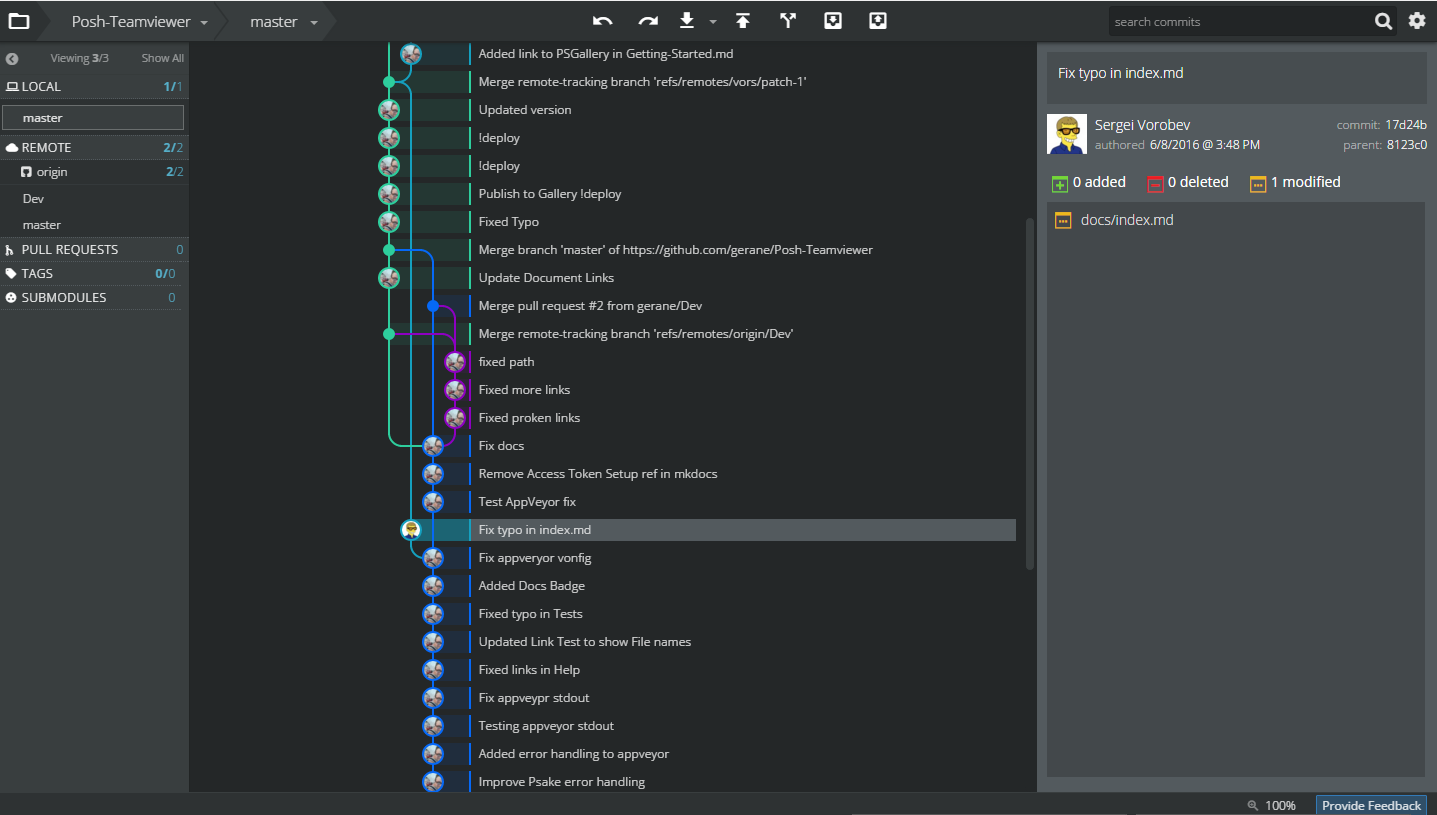 Posh-Teamviewer master search commits
Viewing 3/3 Show All
LOCAL 1/1
master
REMOTE 2/2
origin 2/2
Dev
master
PULL REQUESTS 0
TAGS 0/0
SUBMODULES 0
Added link to PSGallery in Getting-Started.md
Merge remote-tracking branch 'refs/remotes/vors/patch-1'
Updated version
!deploy
!deploy
Publish to Gallery !deploy
Fixed Typo
Merge branch 'master' of https://github.com/gerane/Posh-Teamviewer
Update Document Links
Merge pull request #2 from gerane/Dev
Merge remote-tracking branch 'refs/remotes/origin/Dev'
fixed path
Fixed more links
Fixed proken links
Fix docs
Remove Access Token Setup ref in mkdocs
Test AppVeyor fix
Fix typo in index.md
Fix appveryor vonfig
Added Docs Badge
Fixed typo in Tests
Updated Link Test to show File names
Fixed links in Help
Fix appveypr stdout
Testing appveyor stdout
Added error handling to appveyor
Improve Psake error handling
Fix typo in index.md
Sergei Vorobev commit: 17d24b
authored 6/8/2016 @ 3:48 PM parent: 8123c0
0 added 0 deleted 1 modified
docs/index.md
100% Provide Feedback